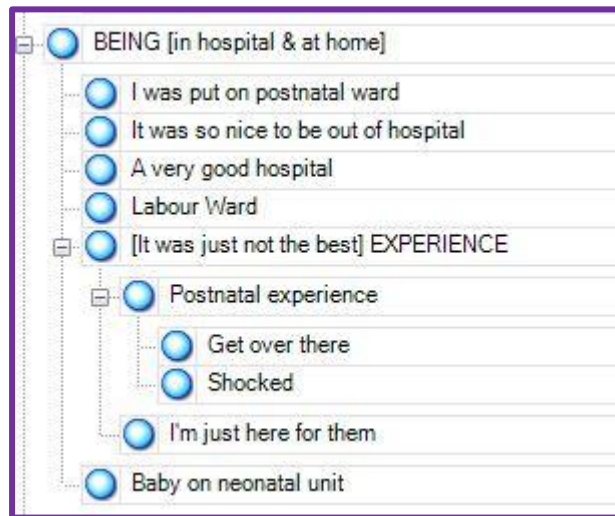 BEING [in hospital & at home]
I was put on postnatal ward
It was so nice to be out of hospital
A very good hospital
Labour Ward
[It was just not the best] EXPERIENCE
Postnatal experience
Get over there
Shocked
I'm just here for them
Baby on neonatal unit